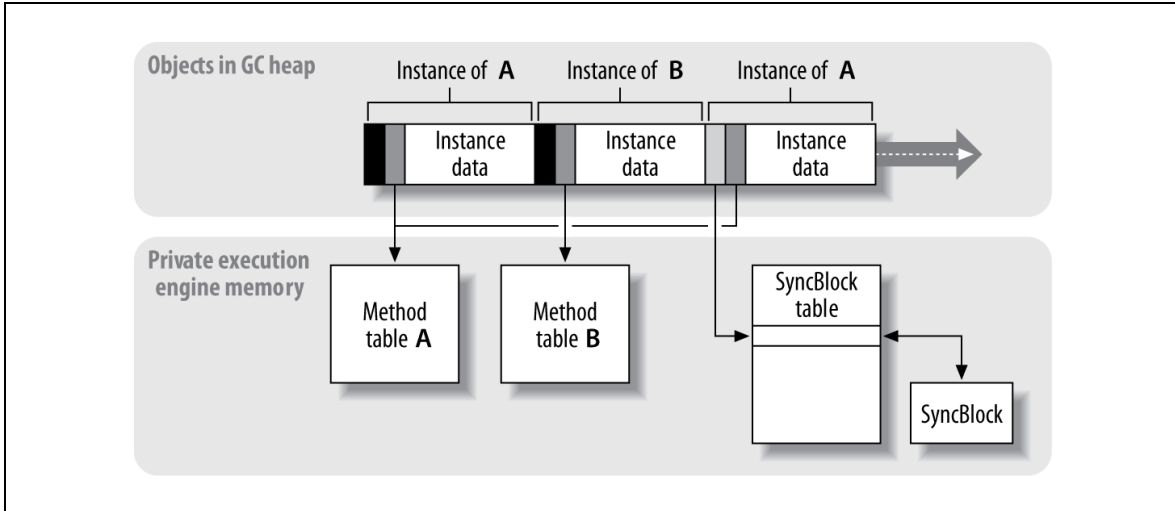 Objects in GC heap
Instance of A
Instance of B
Instance of A
Instance
data
Instance
data
Instance
data
Private execution
engine memory
Method
table A
Method
table B
SyncBlock
table
SyncBlock